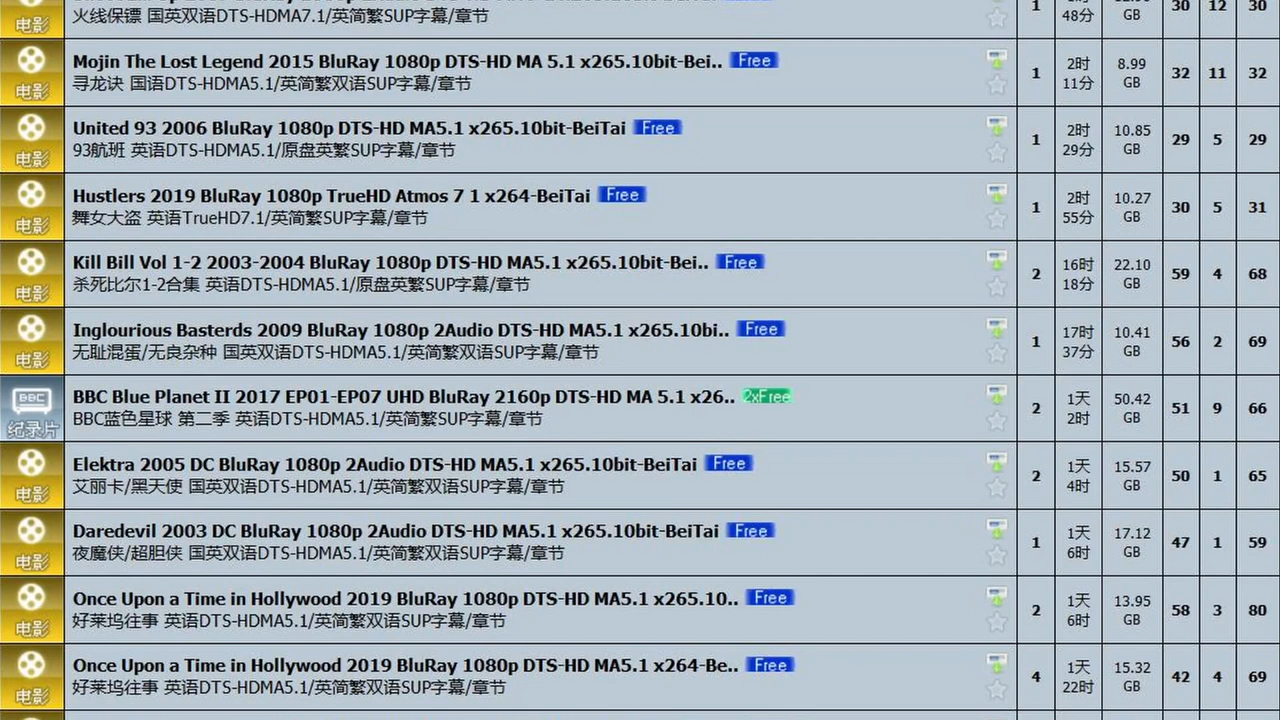 电影
火线保镖 国英双语DTS-HDMA7.1/英简繁SUP字幕/章节
1
48分
GB
30
12
30
电影
Mojin The Lost Legend 2015 BluRay 1080p DTS-HD MA 5.1 x265.10bit-Bei.. Free
寻龙诀 国语DTS-HDMA5.1/英简繁双语SUP字幕/章节
1
2时
11分
8.99
GB
32
11
32
电影
United 93 2006 BluRay 1080p DTS-HD MA5.1 x265.10bit-BeiTai Free
93航班 英语DTS-HDMA5.1/原盘英繁SUP字幕/章节
1
2时
29分
10.85
GB
29
5
29
电影
Hustlers 2019 BluRay 1080p TrueHD Atmos 7 1 x264-BeiTai Free
舞女大盗 英语TrueHD7.1/英简繁SUP字幕/章节
1
2时
55分
10.27
GB
30
5
31
电影
Kill Bill Vol 1-2 2003-2004 BluRay 1080p DTS-HD MA5.1 x265.10bit-Bei.. Free
杀死比尔1-2合集 英语DTS-HDMA5.1/原盘英繁SUP字幕/章节
2
16时
18分
22.10
GB
59
4
68
电影
Inglourious Basterds 2009 BluRay 1080p 2Audio DTS-HD MA5.1 x265.10bi.. Free
无耻混蛋/无良杂种 国英双语DTS-HDMA5.1/英简繁双语SUP字幕/章节
1
17时
37分
10.41
GB
56
2
69
BBC
纪录片
BBC Blue Planet II 2017 EP01-EP07 UHD BluRay 2160p DTS-HD MA 5.1 x26.. 2xFree
BBC蓝色星球 第二季 英语DTS-HDMA5.1/英简繁双语SUP字幕/章节
2
1天
2时
50.42
GB
51
9
66
电影
Elektra 2005 DC BluRay 1080p 2Audio DTS-HD MA5.1 x265.10bit-BeiTai Free
艾丽卡/黑天使 国英双语DTS-HDMA5.1/英简繁双语SUP字幕/章节
2
1天
4时
15.57
GB
50
1
65
电影
Daredevil 2003 DC BluRay 1080p 2Audio DTS-HD MA5.1 x265.10bit-BeiTai Free
夜魔侠/超胆侠 国英双语DTS-HDMA5.1/英简繁双语SUP字幕/章节
1
1天
6时
17.12
GB
47
1
59
电影
Once Upon a Time in Hollywood 2019 BluRay 1080p DTS-HD MA5.1 x265.10.. Free
好莱坞往事 英语DTS-HDMA5.1/英简繁双语SUP字幕/章节
2
1天
6时
13.95
GB
58
3
80
电影
Once Upon a Time in Hollywood 2019 BluRay 1080p DTS-HD MA5.1 x264-Be.. Free
好莱坞往事 英语DTS-HDMA5.1/英简繁双语SUP字幕/章节
4
1天
22时
15.32
GB
42
4
69